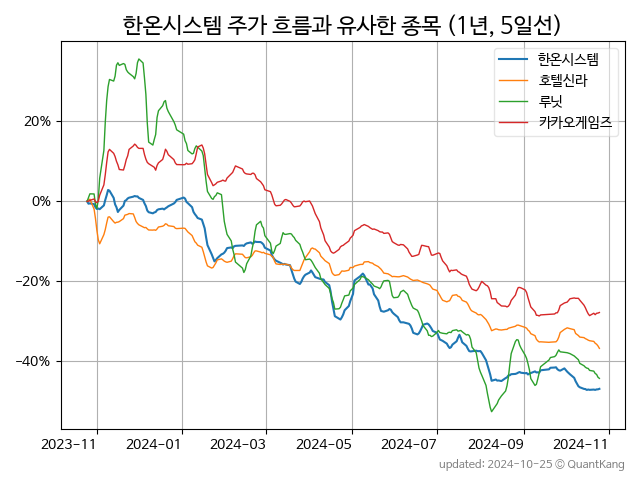 한온시스템 주가 흐름과 유사한 종목 (1년, 5일선)
한온시스템
호텔신라
루닛
카카오게임즈
20%
0%
−20%
−40%
2023-11 2024-01 2024-03 2024-05 2024-07 2024-09 2024-11
updated: 2024-10-25 © QuantKang